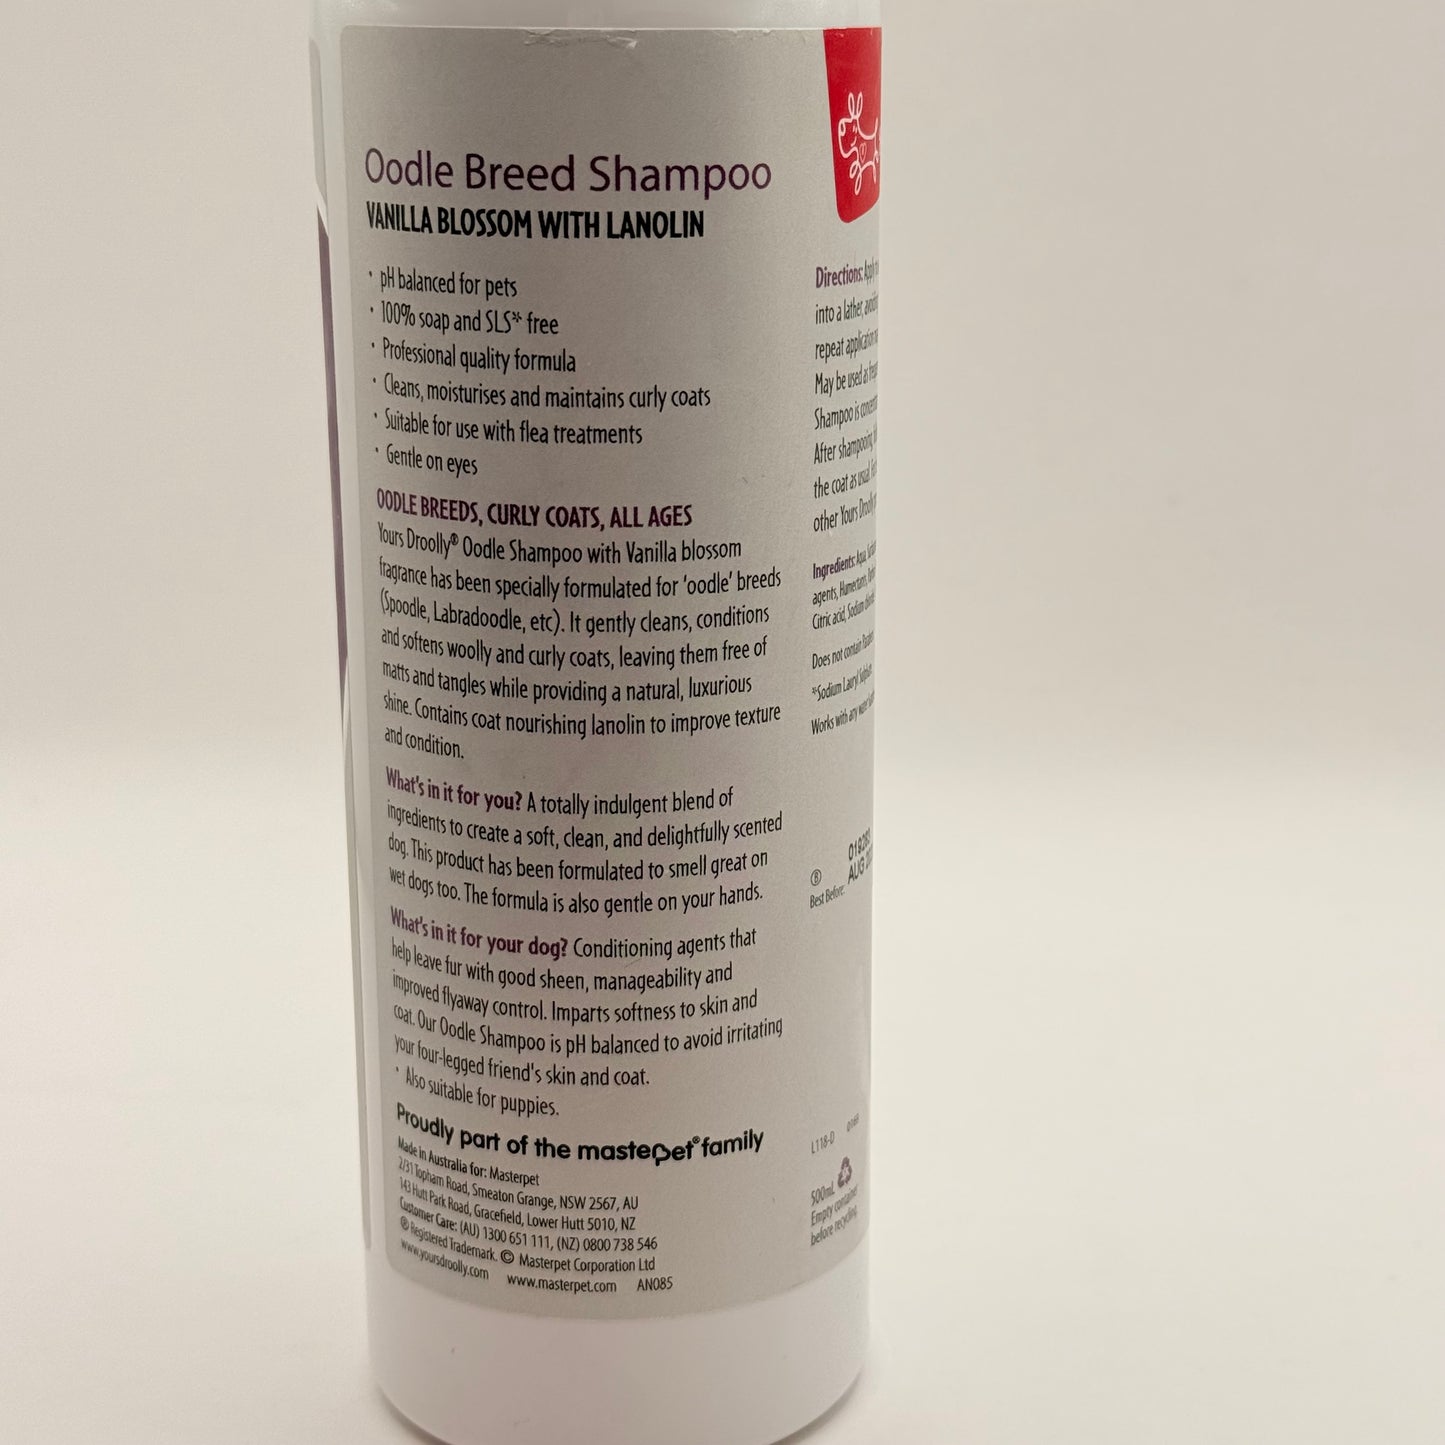 Oodle Breed Shampoo
VANILLA BLOSSOM WITH LANOLIN
· pH balanced for pets
· 100% soap and SLS* free
· Professional quality formula
· Cleans, moisturises and maintains curly coats
· Suitable for use with flea treatments
· Gentle on eyes
OODLE BREEDS, CURLY COATS, ALL AGES
Yours Droolly® Oodle Shampoo with Vanilla blossom
fragrance has been specially formulated for 'oodle' breeds
(Spoodle, Labradoodle, etc). It gently cleans, conditions
and softens woolly and curly coats, leaving them free of
matts and tangles while providing a natural, luxurious
shine. Contains coat nourishing lanolin to improve texture
and condition.
What's in it for you? A totally indulgent blend of
ingredients to create a soft, clean, and delightfully scented
dog. This product has been formulated to smell great on
wet dogs too. The formula is also gentle on your hands.
What's in it for your dog? Conditioning agents that
help leave fur with good sheen, manageability and
improved flyaway control. Imparts softness to skin and
coat. Our Oodle Shampoo is pH balanced to avoid irritating
your four-legged friend's skin and coat.
· Also suitable for puppies.
Proudly part of the masterpet® family
Made in Australia for: Masterpet
2/31 Topham Road, Smeaton Grange, NSW 2567, AU
143 Hutt Park Road, Gracefield, Lower Hutt 5010, NZ
Customer Care: (AU) 1300 651 111, (NZ) 0800 738 546
® Registered Trademark. © Masterpet Corporation Ltd
www.yoursdroolly.com www.masterpet.com AN085
Directions:
into a lather,
repeat application
May be used as
Shampoo is
After shampooing,
the coat as usual.
other Yours Droolly
Ingredients: Aqua,
agents, Humectants,
Citric acid, Sodium
Does not contain
*Sodium Lauryl
Works with any water
Ⓑ
Best Before: AUG
L118-D
500mL
Empty container
before recycling.